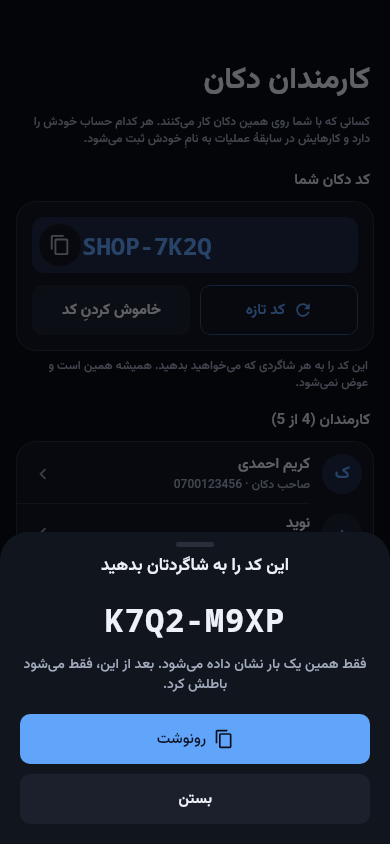 کارمندان دکان
کسانی که با شما روی همین دکان کار می‌کنند. هر کدام حساب خودش را
دارد و کارهایش در سابقهٔ عملیات به نامِ خودش ثبت می‌شود.
کد دکان شما
SHOP-7K2Q
کد تازه
خاموش کردنِ کد
این کد را به هر شاگردی که می‌خواهید بدهید. همیشه همین است و
عوض نمی‌شود.
کارمندان (4 از 5)
ک
کریم احمدی
صاحب دکان · 0700123456
نوید
این کد را به شاگردتان بدهید
K7Q2-M9XP
فقط همین یک بار نشان داده می‌شود. بعد از این، فقط می‌شود
باطلش کرد.
رونوشت
بستن